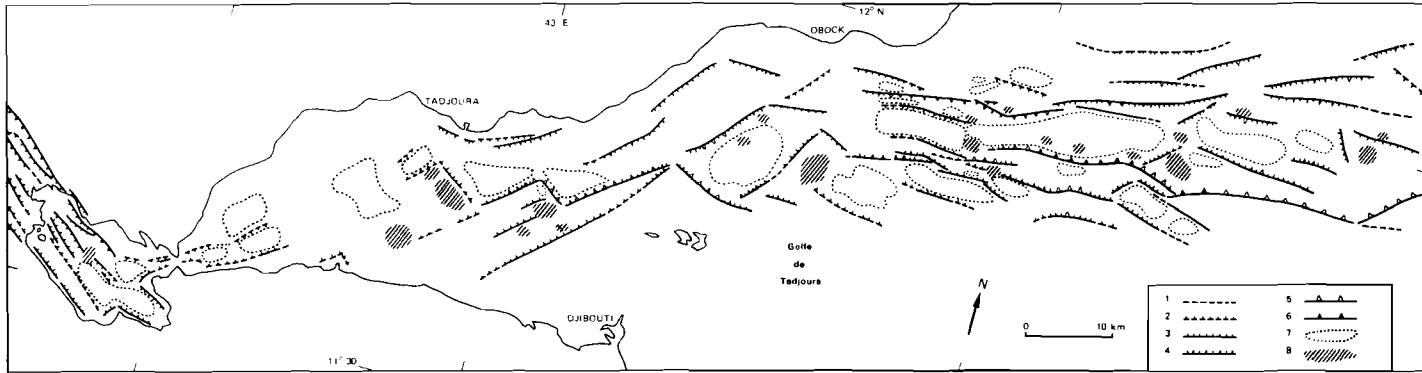 43 E
12° N
OBOCK
TADJOURA
Golfe
de
Tadjoura
N
0 10 km
DJIBOUTI
11° 30
1
2
3
4
5
6
7
8